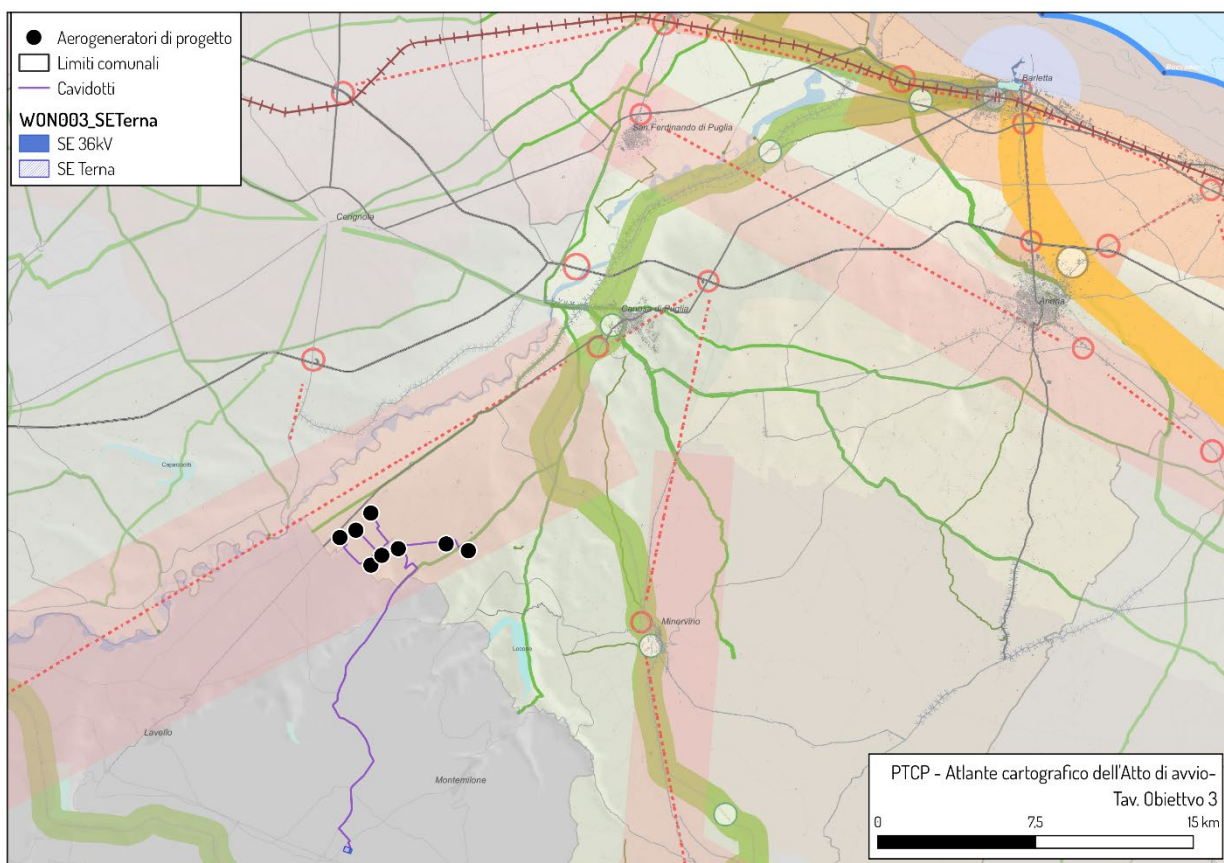 Aerogeneratori di progetto
Limiti comunali
Cavidotti
WON003_SETerna
SE 36kV
SE Terna
Barletta
San Ferdinando di Puglia
Cerignola
Andria
Canosa di Puglia
Capacciotti
Minervino
Locone
Lavello
Montemilone
PTCP - Atlante cartografico dell'Atto di avvio-
Tav. Obiettvo 3
0 7,5 15 km